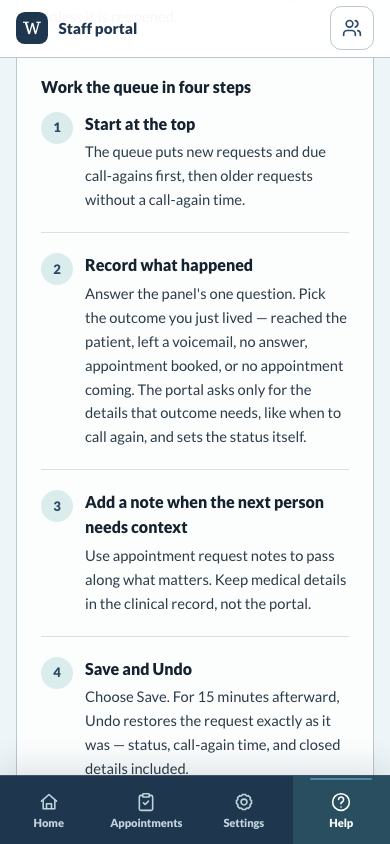 W Staff portal
Work the queue in four steps
1 Start at the top
The queue puts new requests and due
call-agains first, then older requests
without a call-again time.
2 Record what happened
Answer the panel's one question. Pick
the outcome you just lived — reached the
patient, left a voicemail, no answer,
appointment booked, or no appointment
coming. The portal asks only for the
details that outcome needs, like when to
call again, and sets the status itself.
3 Add a note when the next person
needs context
Use appointment request notes to pass
along what matters. Keep medical details
in the clinical record, not the portal.
4 Save and Undo
Choose Save. For 15 minutes afterward,
Undo restores the request exactly as it
was — status, call-again time, and closed
details included.
Home Appointments Settings Help